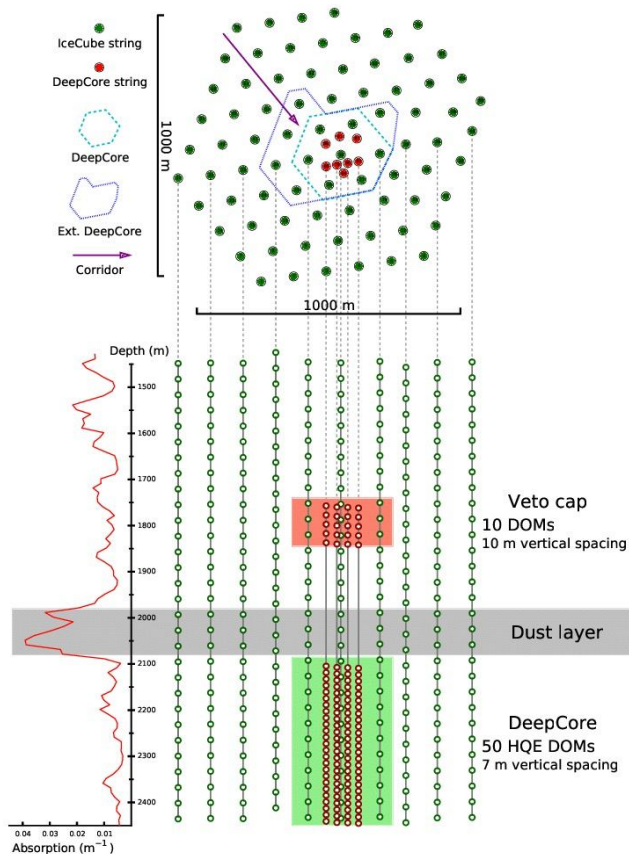 IceCube string
DeepCore string
DeepCore
Ext. DeepCore
Corridor
1000 m
1000 m
Depth (m)
1500
1600
1700
1800
1900
2000
2100
2200
2300
2400
Veto cap
10 DOMs
10 m vertical spacing
Dust layer
DeepCore
50 HQE DOMs
7 m vertical spacing
0.04 0.03 0.02 0.01
Absorption (m⁻¹)